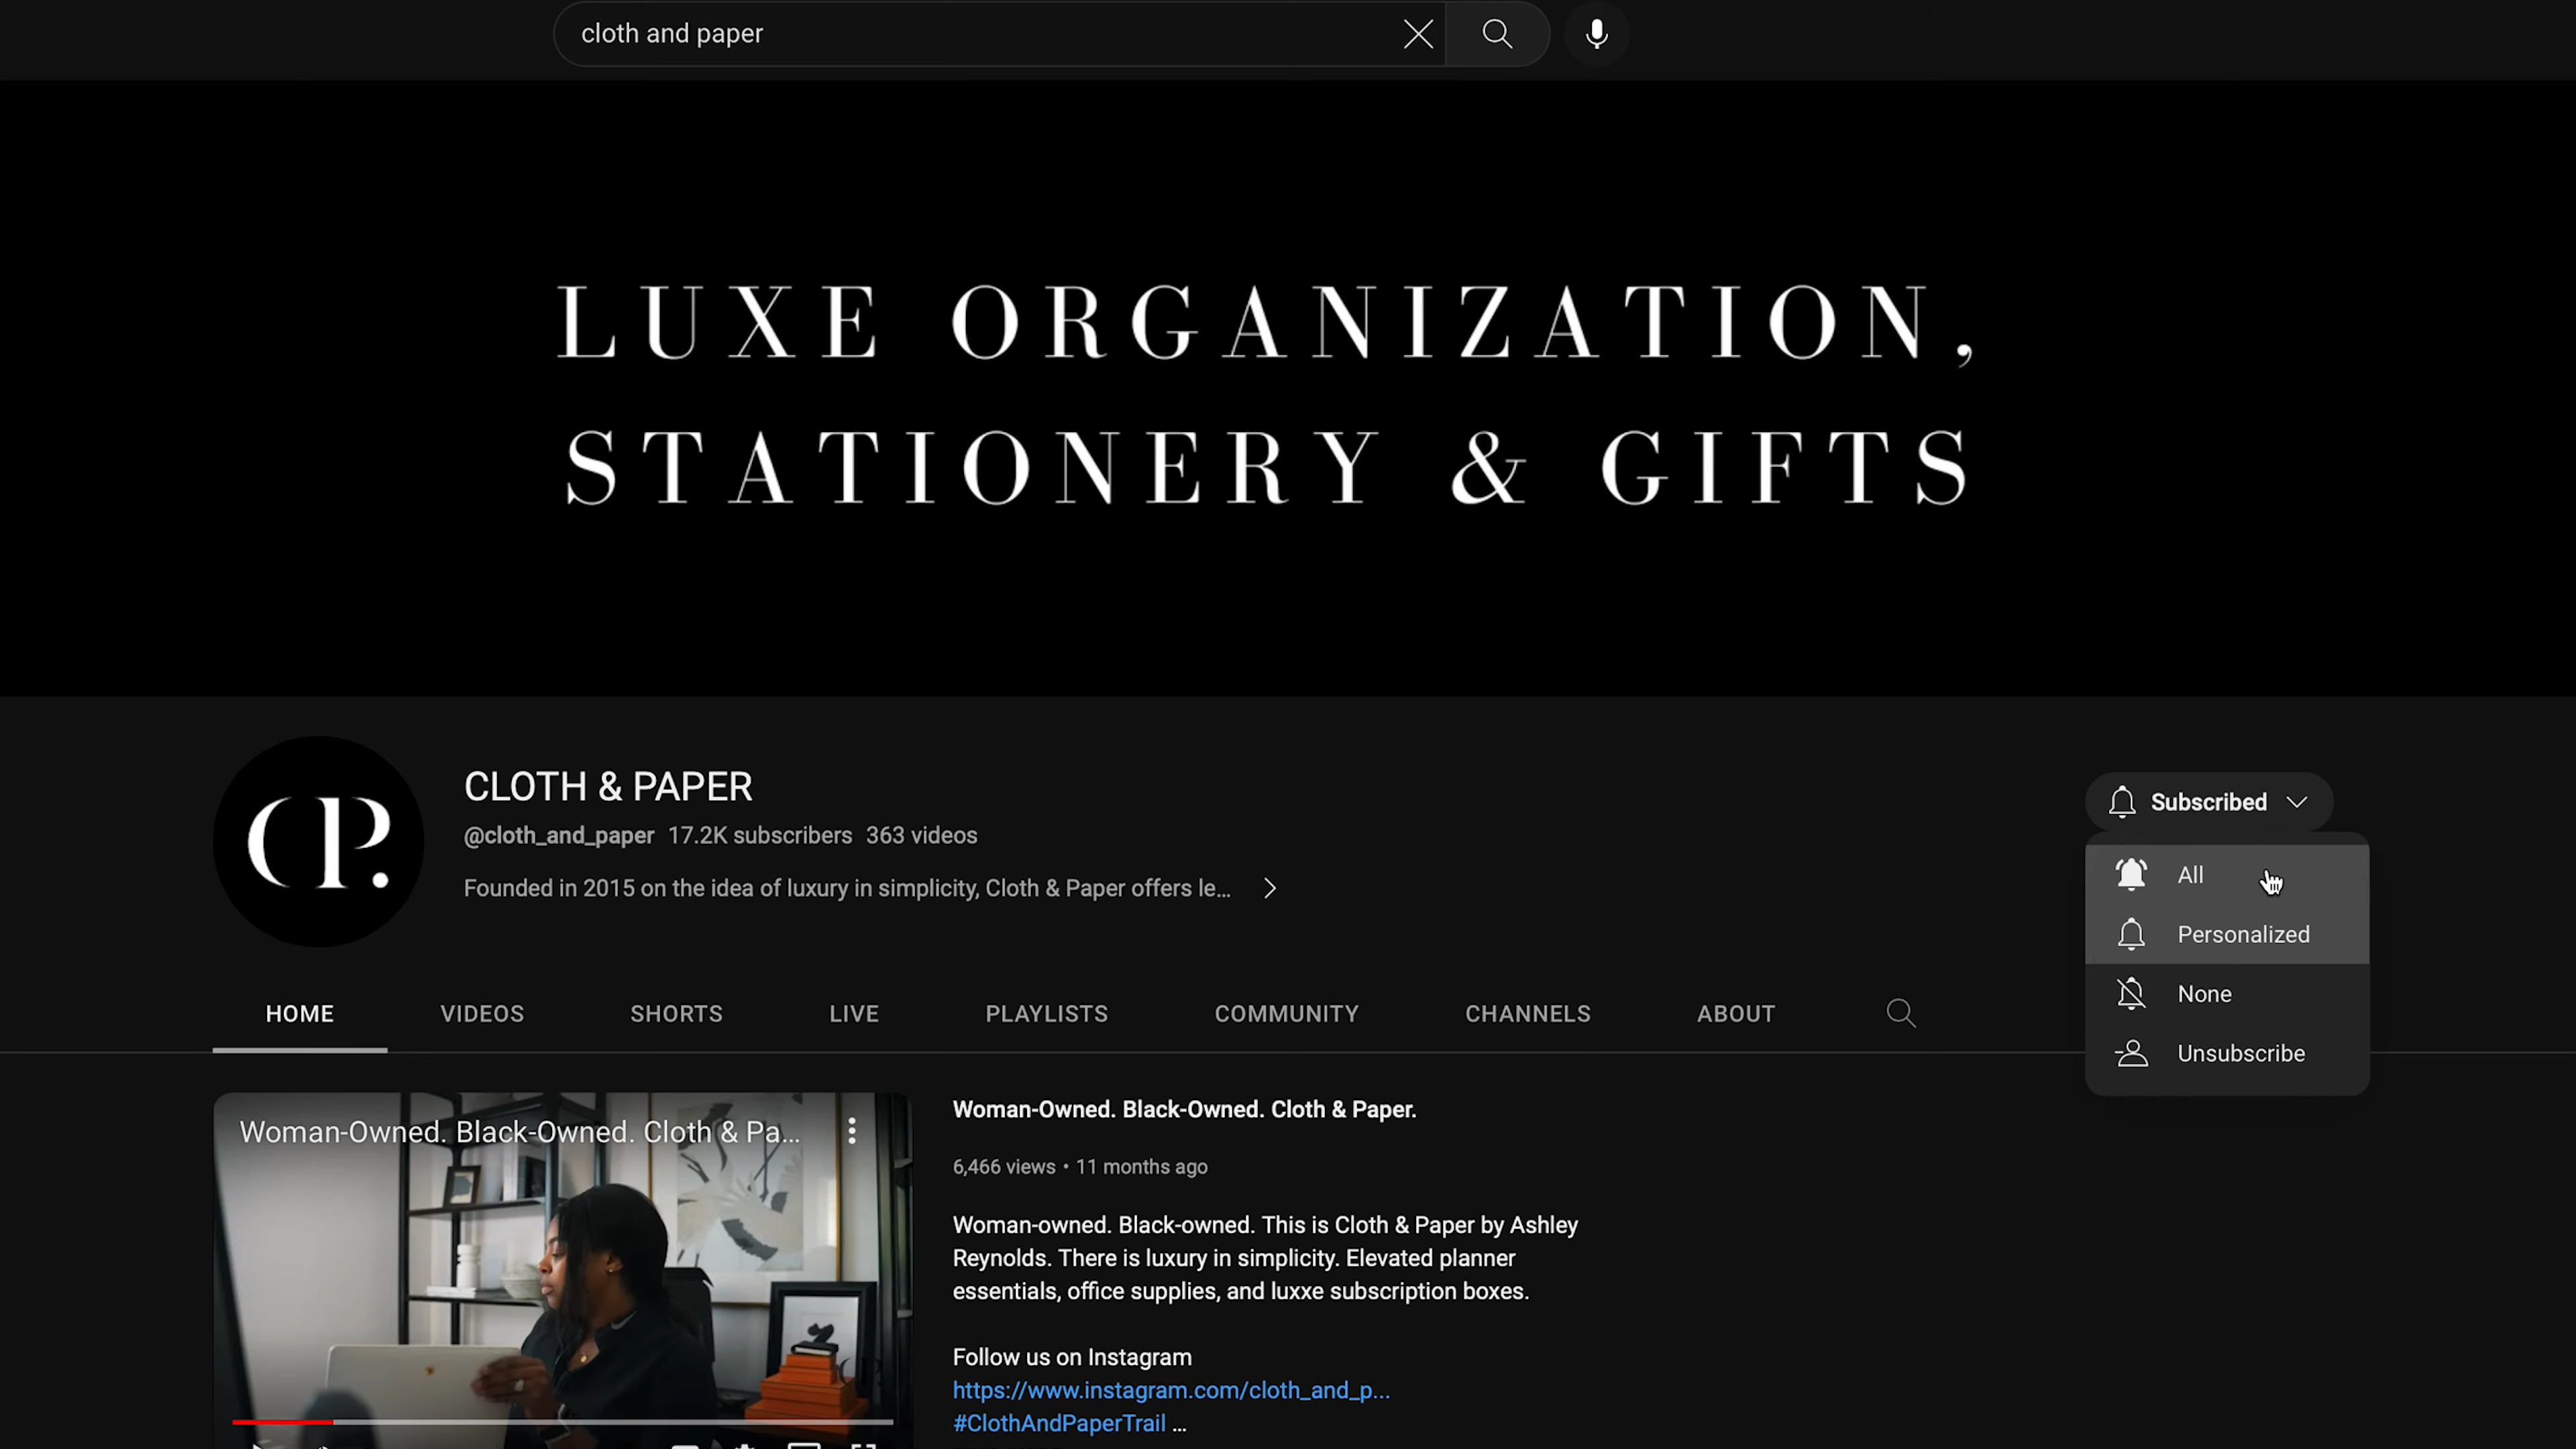 cloth and paper
LUXE ORGANIZATION,
STATIONERY & GIFTS
CP.
CLOTH & PAPER
@cloth_and_paper 17.2K subscribers 363 videos
Founded in 2015 on the idea of luxury in simplicity, Cloth & Paper offers le...
Subscribed
All
Personalized
None
Unsubscribe
HOME VIDEOS SHORTS LIVE PLAYLISTS COMMUNITY CHANNELS ABOUT
Woman-Owned. Black-Owned. Cloth & Pa...
Woman-Owned. Black-Owned. Cloth & Paper.
6,466 views • 11 months ago
Woman-owned. Black-owned. This is Cloth & Paper by Ashley
Reynolds. There is luxury in simplicity. Elevated planner
essentials, office supplies, and luxxe subscription boxes.
Follow us on Instagram
https://www.instagram.com/cloth_and_p...
#ClothAndPaperTrail ...